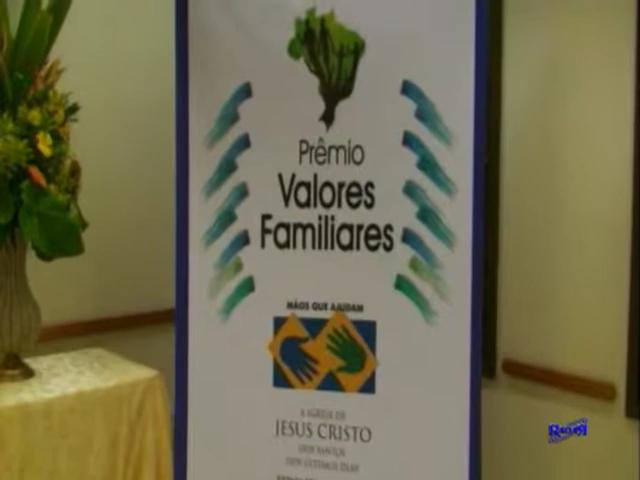 Prêmio
Valores
Familiares
MÃOS QUE AJUDAM
A IGREJA DE
JESUS CRISTO
DOS SANTOS
DOS ÚLTIMOS DIAS